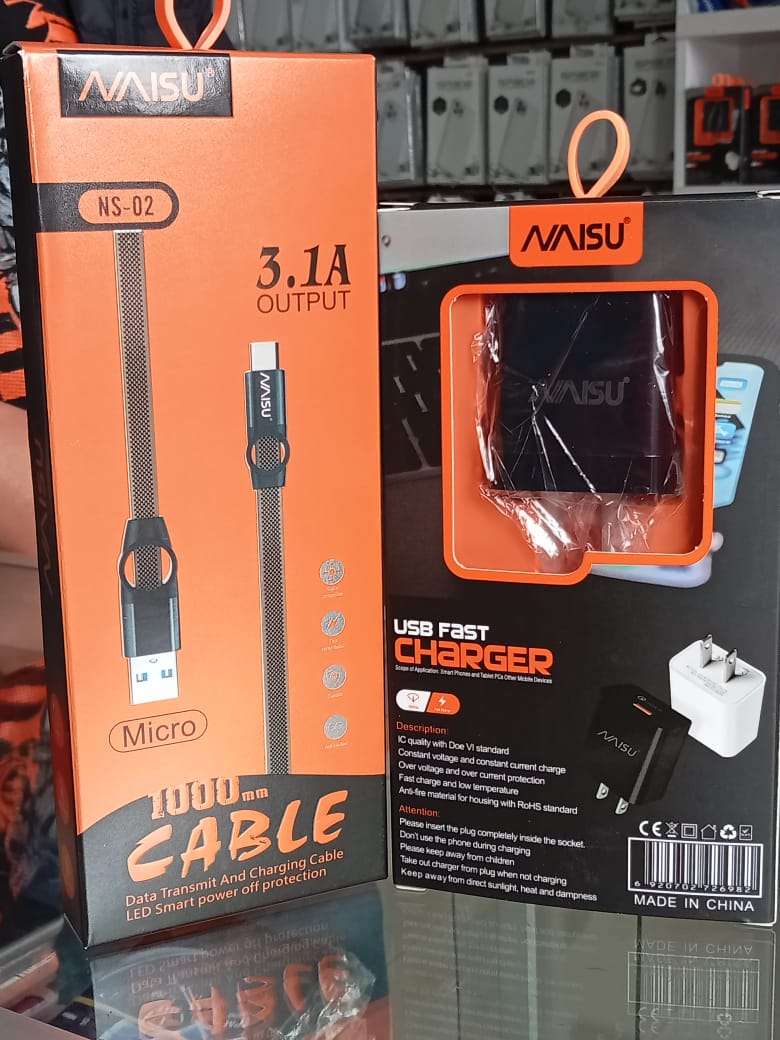 NAISU®
NS-02
3.1A
OUTPUT
NAISU
Micro
1000mm
CABLE
Data Transmit And Charging Cable
LED Smart power off protection
NAISU®
NAISU®
USB FAST
CHARGER
Scope of Application: Smart Phones and Tablet PCs Other Mobile Devices
Description:
IC quality with Doe VI standard
Constant voltage and constant current charge
Over voltage and over current protection
Fast charge and low temperature
Anti-fire material for housing with RoHS standard
Attention:
Please insert the plug completely inside the socket.
Don't use the phone during charging
Please keep away from children
Take out charger from plug when not charging
Keep away from direct sunlight, heat and dampness
NAISU
CE
6 920702 726982
MADE IN CHINA